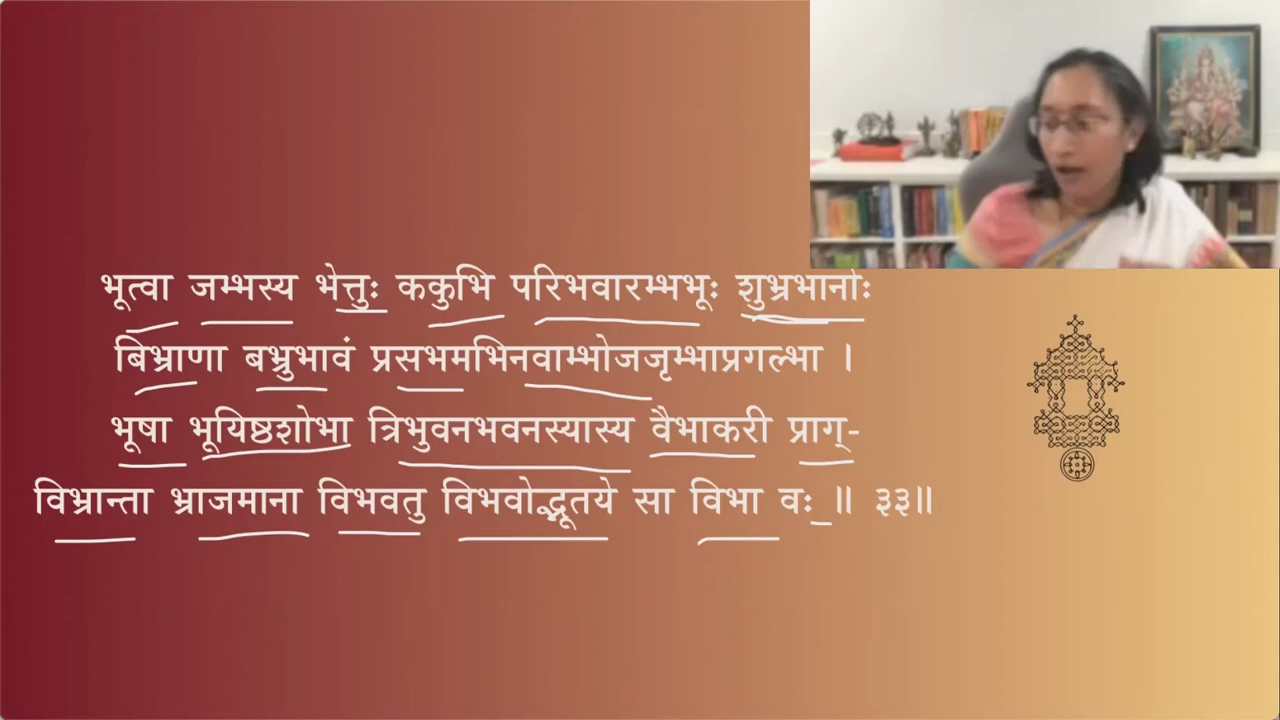 भूत्वा जम्भस्य भेत्तुः ककुभि परिभवारम्भभूः शुभ्रभानोः
बिभ्राणा बभ्रुभावं प्रसभमभिनवाम्भोजजृम्भाप्रगल्भा ।
भूषा भूयिष्ठशोभा त्रिभुवनभवनस्यास्य वैभाकरी प्राग्-
विभ्रान्ता भ्राजमाना विभवतु विभवोद्भूतये सा विभा वः ॥ ३३॥